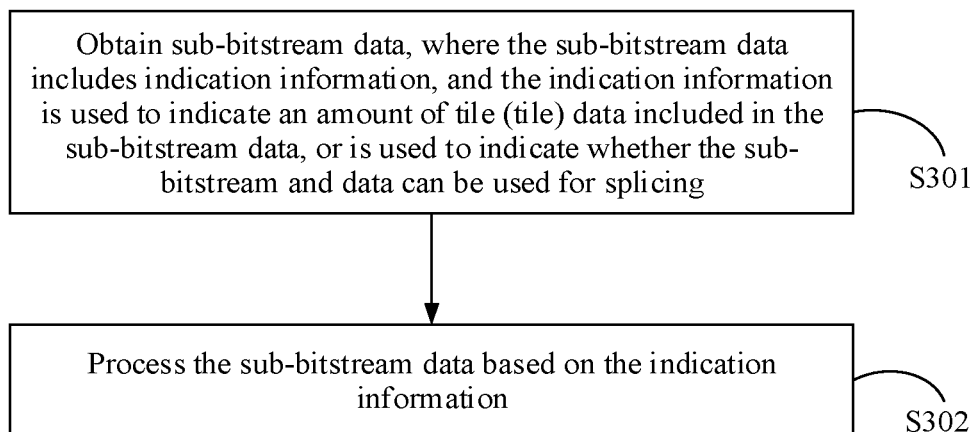 Obtain sub-bitstream data, where the sub-bitstream data
includes indication information, and the indication information
is used to indicate an amount of tile (tile) data included in the
sub-bitstream data, or is used to indicate whether the sub-
bitstream and data can be used for splicing
S301
Process the sub-bitstream data based on the indication
information
S302